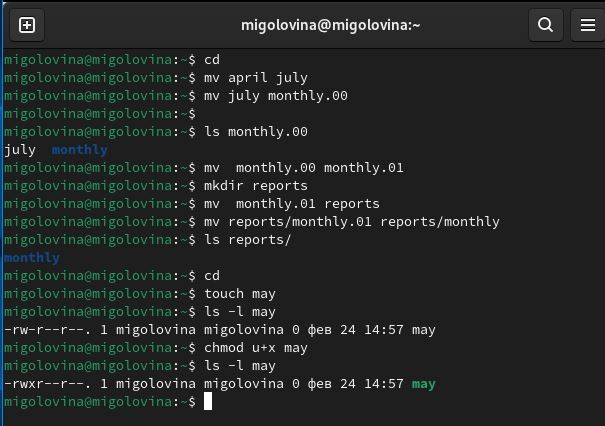 migolovina@migolovina:~
migolovina@migolovina:~$ cd
migolovina@migolovina:~$ mv april july
migolovina@migolovina:~$ mv july monthly.00
migolovina@migolovina:~$
migolovina@migolovina:~$ ls monthly.00
july  monthly
migolovina@migolovina:~$ mv  monthly.00 monthly.01
migolovina@migolovina:~$ mkdir reports
migolovina@migolovina:~$ mv  monthly.01 reports
migolovina@migolovina:~$ mv reports/monthly.01 reports/monthly
migolovina@migolovina:~$ ls reports/
monthly
migolovina@migolovina:~$ cd
migolovina@migolovina:~$ touch may
migolovina@migolovina:~$ ls -l may
-rw-r--r--. 1 migolovina migolovina 0 фев 24 14:57 may
migolovina@migolovina:~$ chmod u+x may
migolovina@migolovina:~$ ls -l may
-rwxr--r--. 1 migolovina migolovina 0 фев 24 14:57 may
migolovina@migolovina:~$